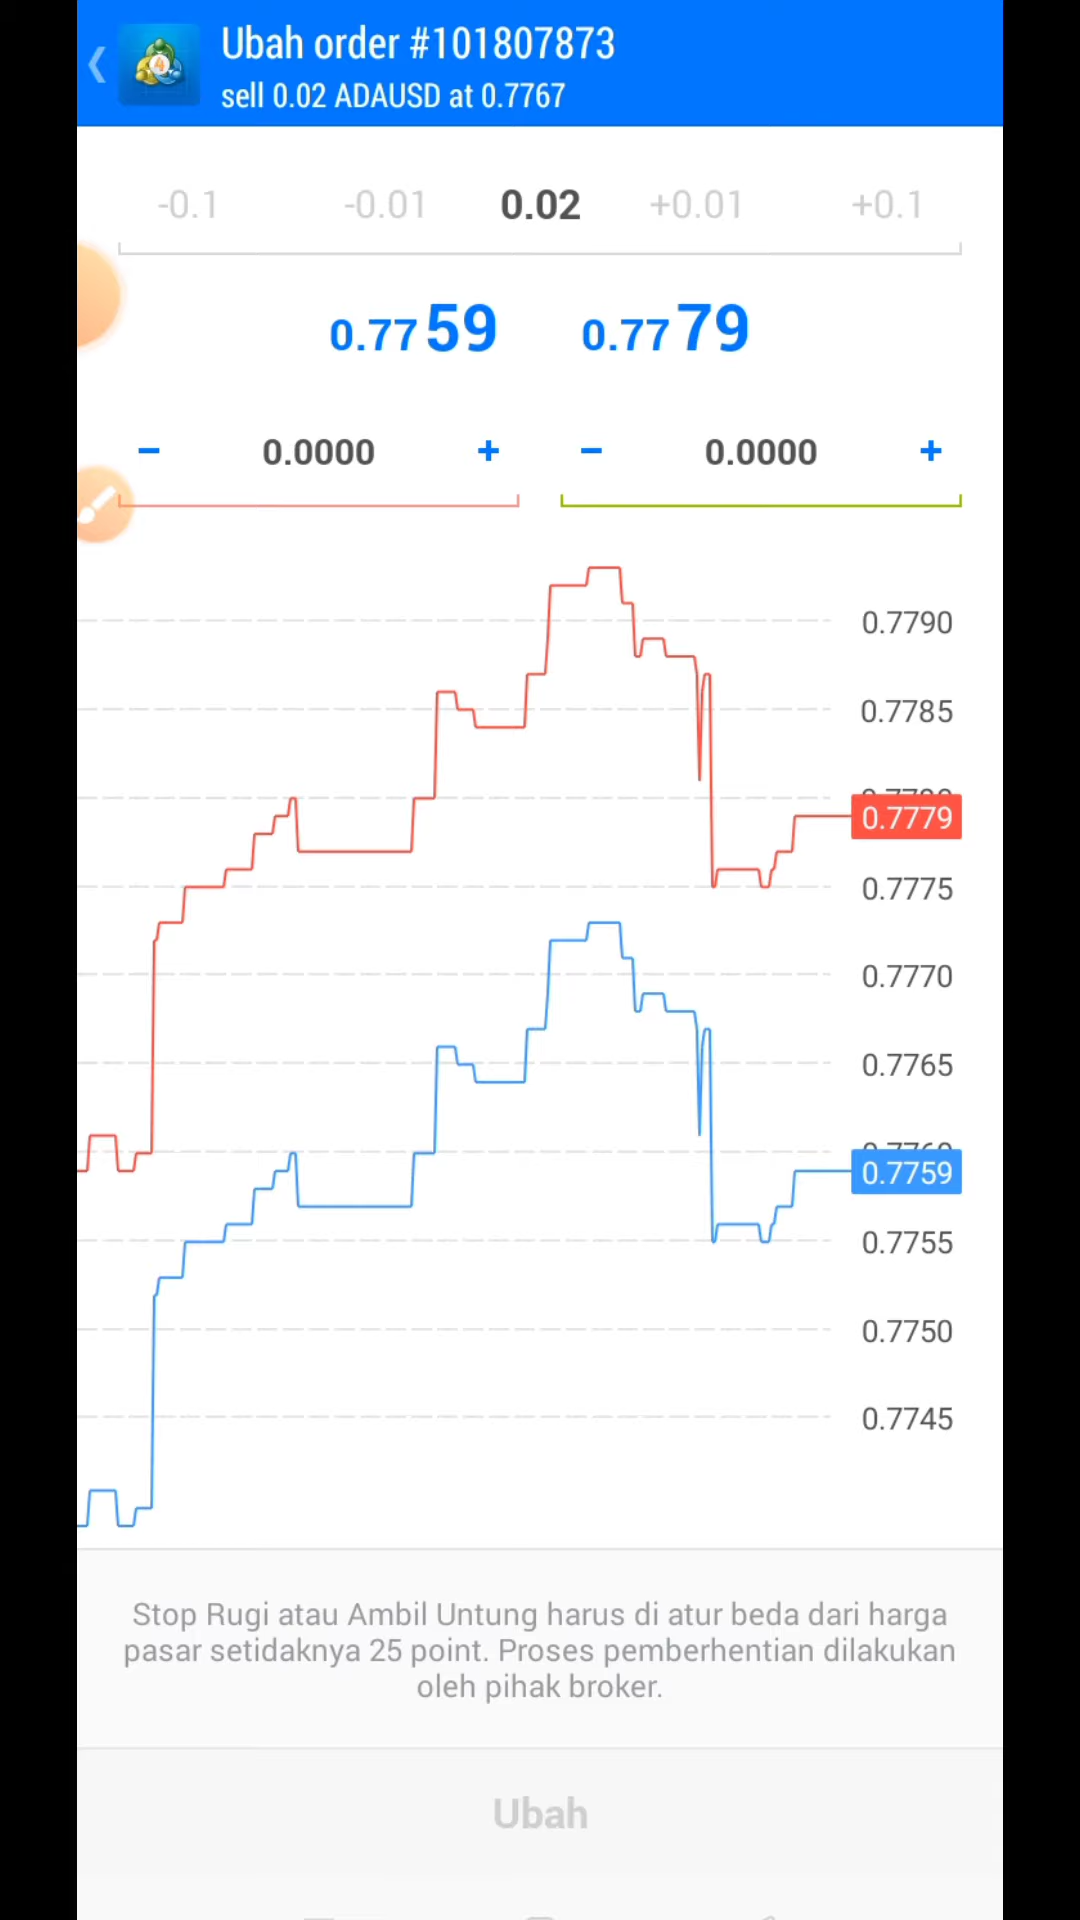 Ubah order #101807873
sell 0.02 ADAUSD at 0.7767
-0.1 -0.01 0.02 +0.01 +0.1
0.7759 0.7779
− 0.0000 + − 0.0000 +
0.7790
0.7785
0.7779
0.7775
0.7770
0.7765
0.7759
0.7755
0.7750
0.7745
Stop Rugi atau Ambil Untung harus di atur beda dari harga
pasar setidaknya 25 point. Proses pemberhentian dilakukan
oleh pihak broker.
Ubah